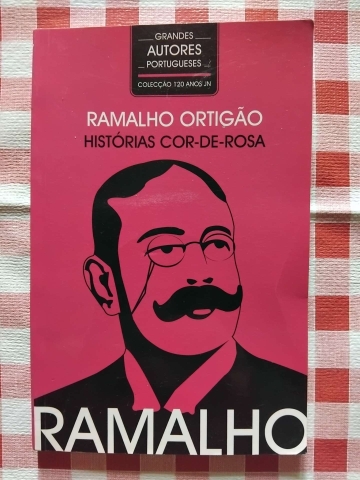 GRANDES
AUTORES
PORTUGUESES
COLECÇÃO 120 ANOS JN
RAMALHO ORTIGÃO
HISTÓRIAS COR-DE-ROSA
RAMALHO